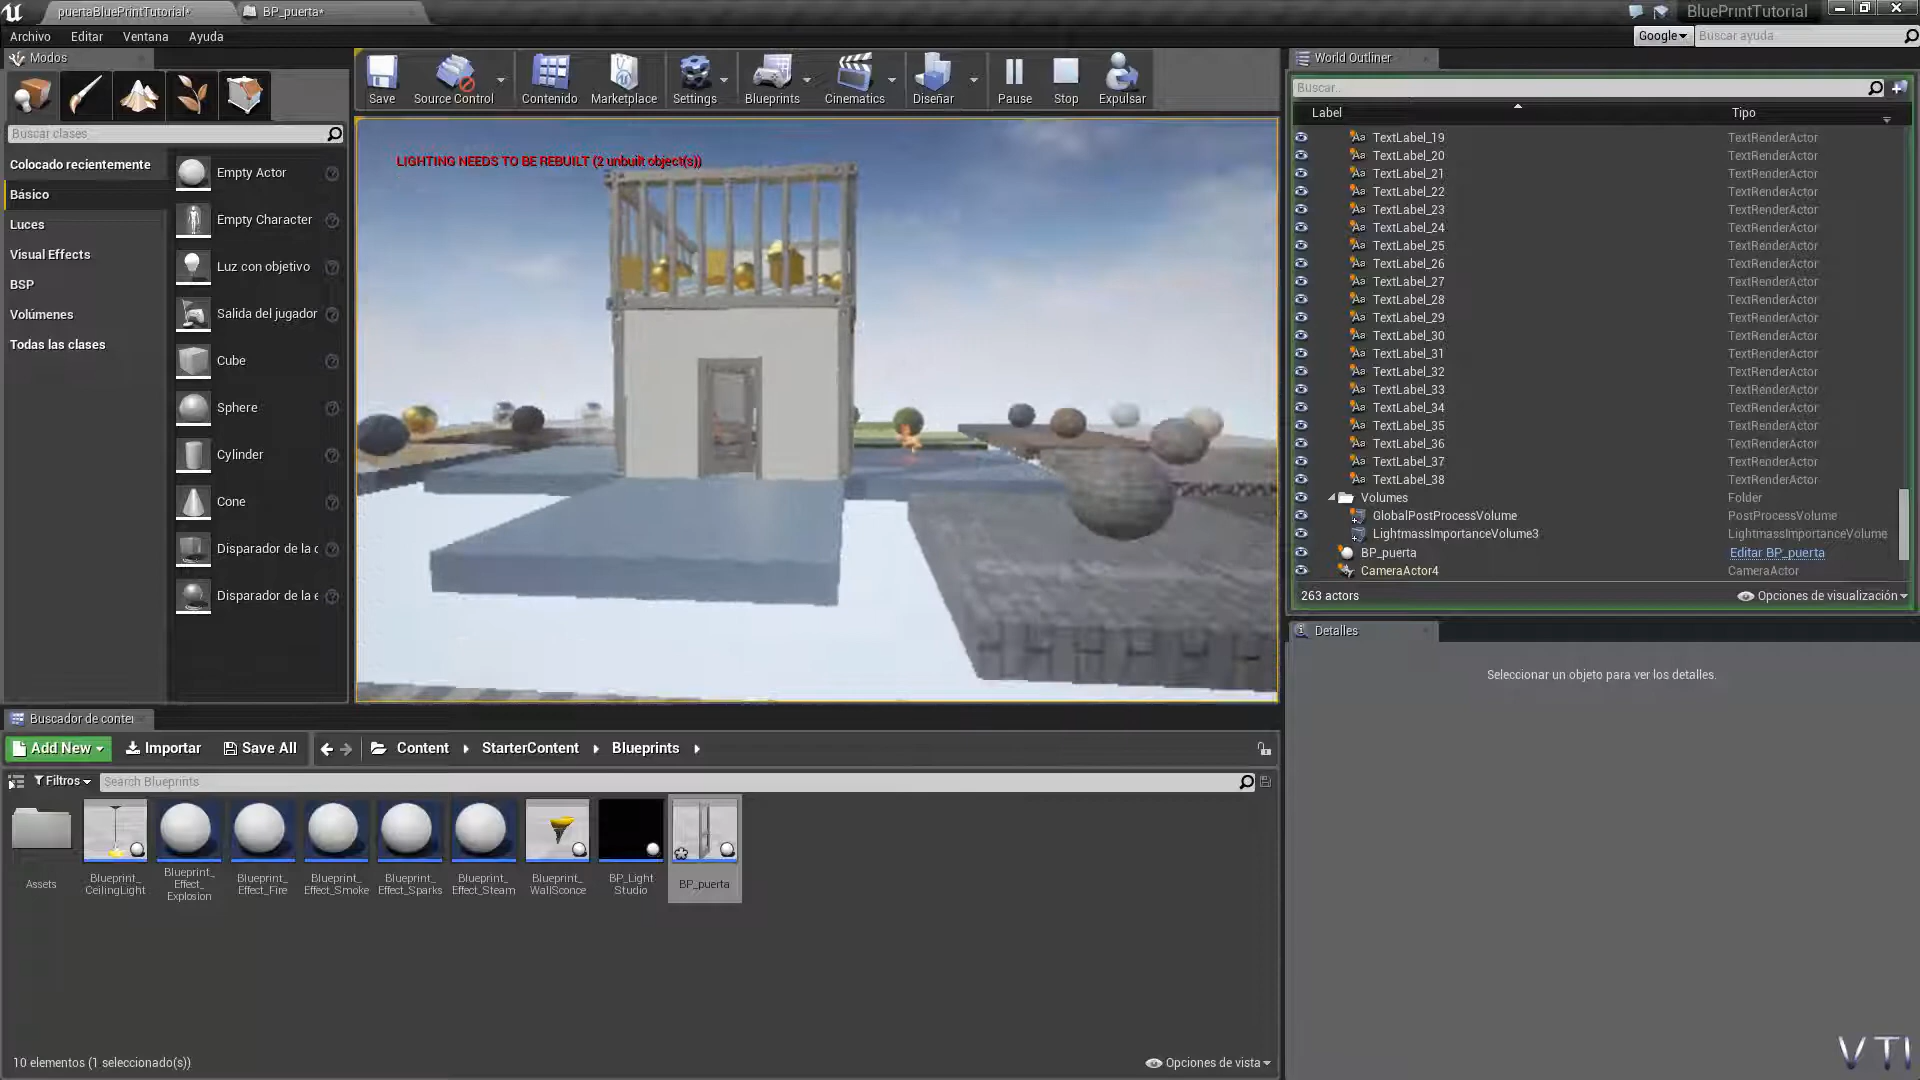 puertaBluePrintTutorial*
BP_puerta*
BluePrintTutorial
Archivo
Editar
Ventana
Ayuda
Google
Buscar ayuda
Modos
Buscar clases
Colocado recientemente
Básico
Luces
Visual Effects
BSP
Volúmenes
Todas las clases
Empty Actor
Empty Character
Luz con objetivo
Salida del jugador
Cube
Sphere
Cylinder
Cone
Disparador de la c
Disparador de la e
Save
Source Control
Contenido
Marketplace
Settings
Blueprints
Cinematics
Diseñar
Pause
Stop
Expulsar
LIGHTING NEEDS TO BE REBUILT (2 unbuilt object(s))
World Outliner
Buscar..
Label
Tipo
TextLabel_19 TextRenderActor
TextLabel_20 TextRenderActor
TextLabel_21 TextRenderActor
TextLabel_22 TextRenderActor
TextLabel_23 TextRenderActor
TextLabel_24 TextRenderActor
TextLabel_25 TextRenderActor
TextLabel_26 TextRenderActor
TextLabel_27 TextRenderActor
TextLabel_28 TextRenderActor
TextLabel_29 TextRenderActor
TextLabel_30 TextRenderActor
TextLabel_31 TextRenderActor
TextLabel_32 TextRenderActor
TextLabel_33 TextRenderActor
TextLabel_34 TextRenderActor
TextLabel_35 TextRenderActor
TextLabel_36 TextRenderActor
TextLabel_37 TextRenderActor
TextLabel_38 TextRenderActor
Volumes Folder
GlobalPostProcessVolume PostProcessVolume
LightmassImportanceVolume3 LightmassImportanceVolume
BP_puerta Editar BP_puerta
CameraActor4 CameraActor
263 actors
Opciones de visualización
Detalles
Seleccionar un objeto para ver los detalles.
Buscador de conte
Add New
Importar
Save All
Content
StarterContent
Blueprints
Filtros
Search Blueprints
Assets
Blueprint_
CeilingLight
Blueprint_
Effect_
Explosion
Blueprint_
Effect_Fire
Blueprint_
Effect_Smoke
Blueprint_
Effect_Sparks
Blueprint_
Effect_Steam
Blueprint_
WallSconce
BP_Light
Studio
BP_puerta
10 elementos (1 seleccionado(s))
Opciones de vista
VTI